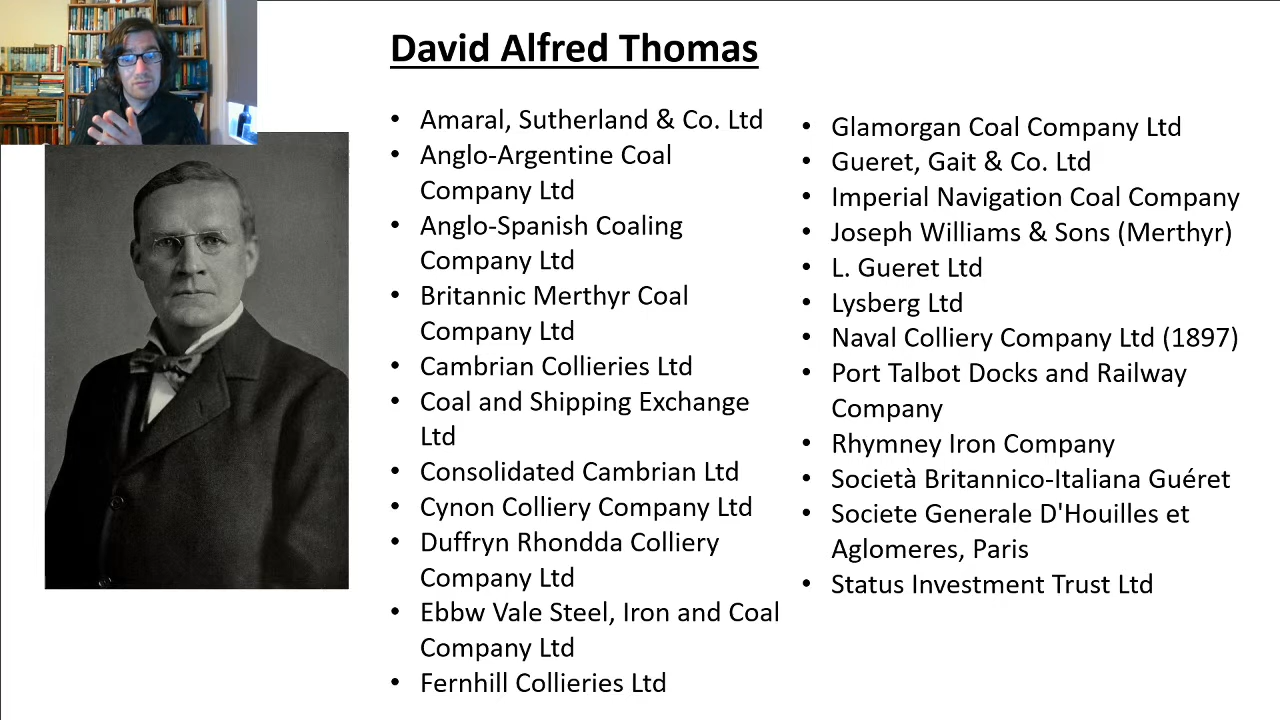 David Alfred Thomas
• Amaral, Sutherland & Co. Ltd
• Anglo-Argentine Coal
Company Ltd
• Anglo-Spanish Coaling
Company Ltd
• Britannic Merthyr Coal
Company Ltd
• Cambrian Collieries Ltd
• Coal and Shipping Exchange
Ltd
• Consolidated Cambrian Ltd
• Cynon Colliery Company Ltd
• Duffryn Rhondda Colliery
Company Ltd
• Ebbw Vale Steel, Iron and Coal
Company Ltd
• Fernhill Collieries Ltd
• Glamorgan Coal Company Ltd
• Gueret, Gait & Co. Ltd
• Imperial Navigation Coal Company
• Joseph Williams & Sons (Merthyr)
• L. Gueret Ltd
• Lysberg Ltd
• Naval Colliery Company Ltd (1897)
• Port Talbot Docks and Railway
Company
• Rhymney Iron Company
• Società Britannico-Italiana Guéret
• Societe Generale D'Houilles et
Aglomeres, Paris
• Status Investment Trust Ltd